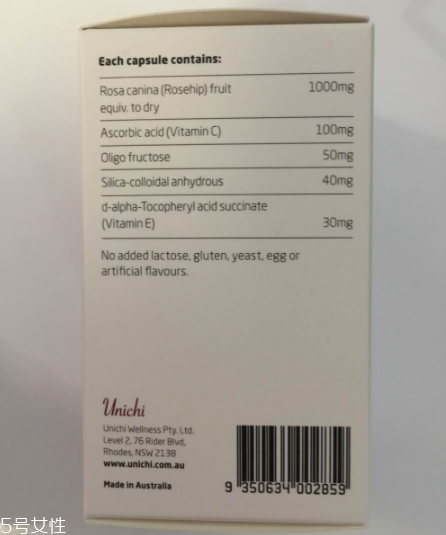 Each capsule contains:
Rosa canina (Rosehip) fruit 1000mg
equiv. to dry
Ascorbic acid (Vitamin C) 100mg
Oligo fructose 50mg
Silica-colloidal anhydrous 40mg
d-alpha-Tocopheryl acid succinate
(Vitamin E) 30mg
No added lactose, gluten, yeast, egg or
artificial flavours.
Unichi
Unichi Wellness Pty. Ltd.
Level 2, 76 Rider Blvd,
Rhodes, NSW 2138
www.unichi.com.au
Made in Australia
9 350634 002859
5号女性